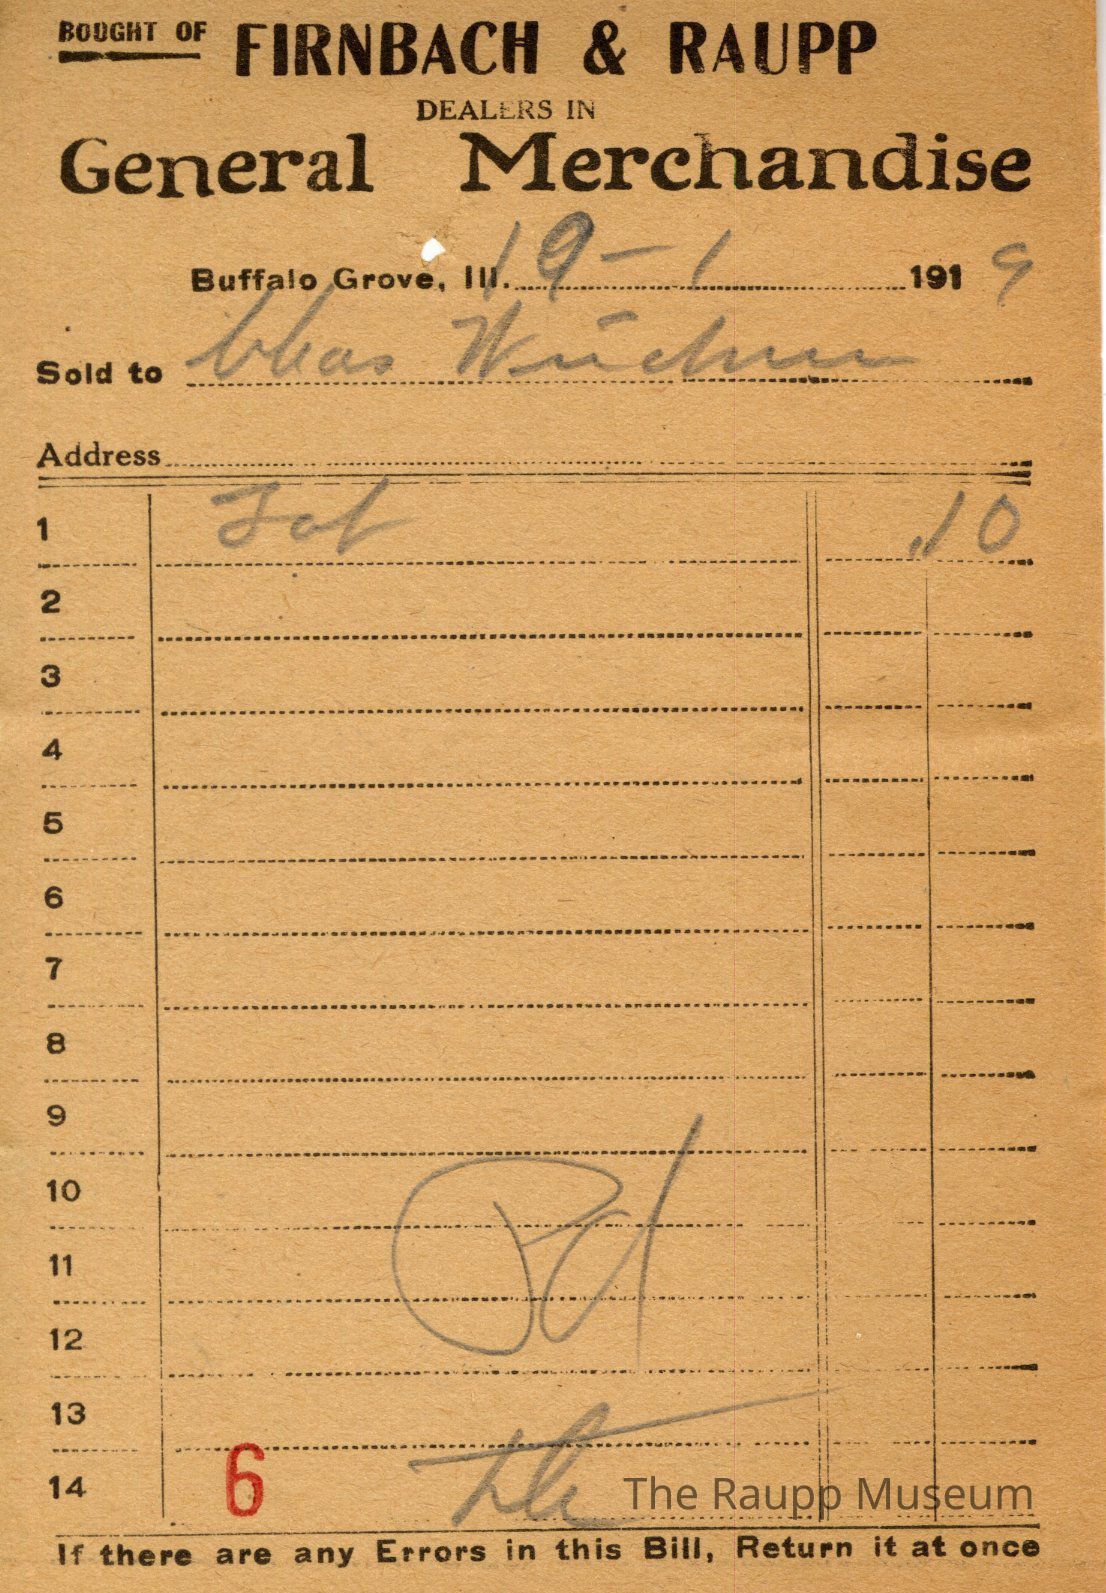 BOUGHT OF FIRNBACH & RAUPP
DEALERS IN
General Merchandise
Buffalo Grove, Ill. 19-1 1919
Sold to Chas
Address
1 .10
2
3
4
5
6
7
8
9
10
11
12
13
14 6
Pd
The Raupp Museum
If there are any Errors in this Bill, Return it at once